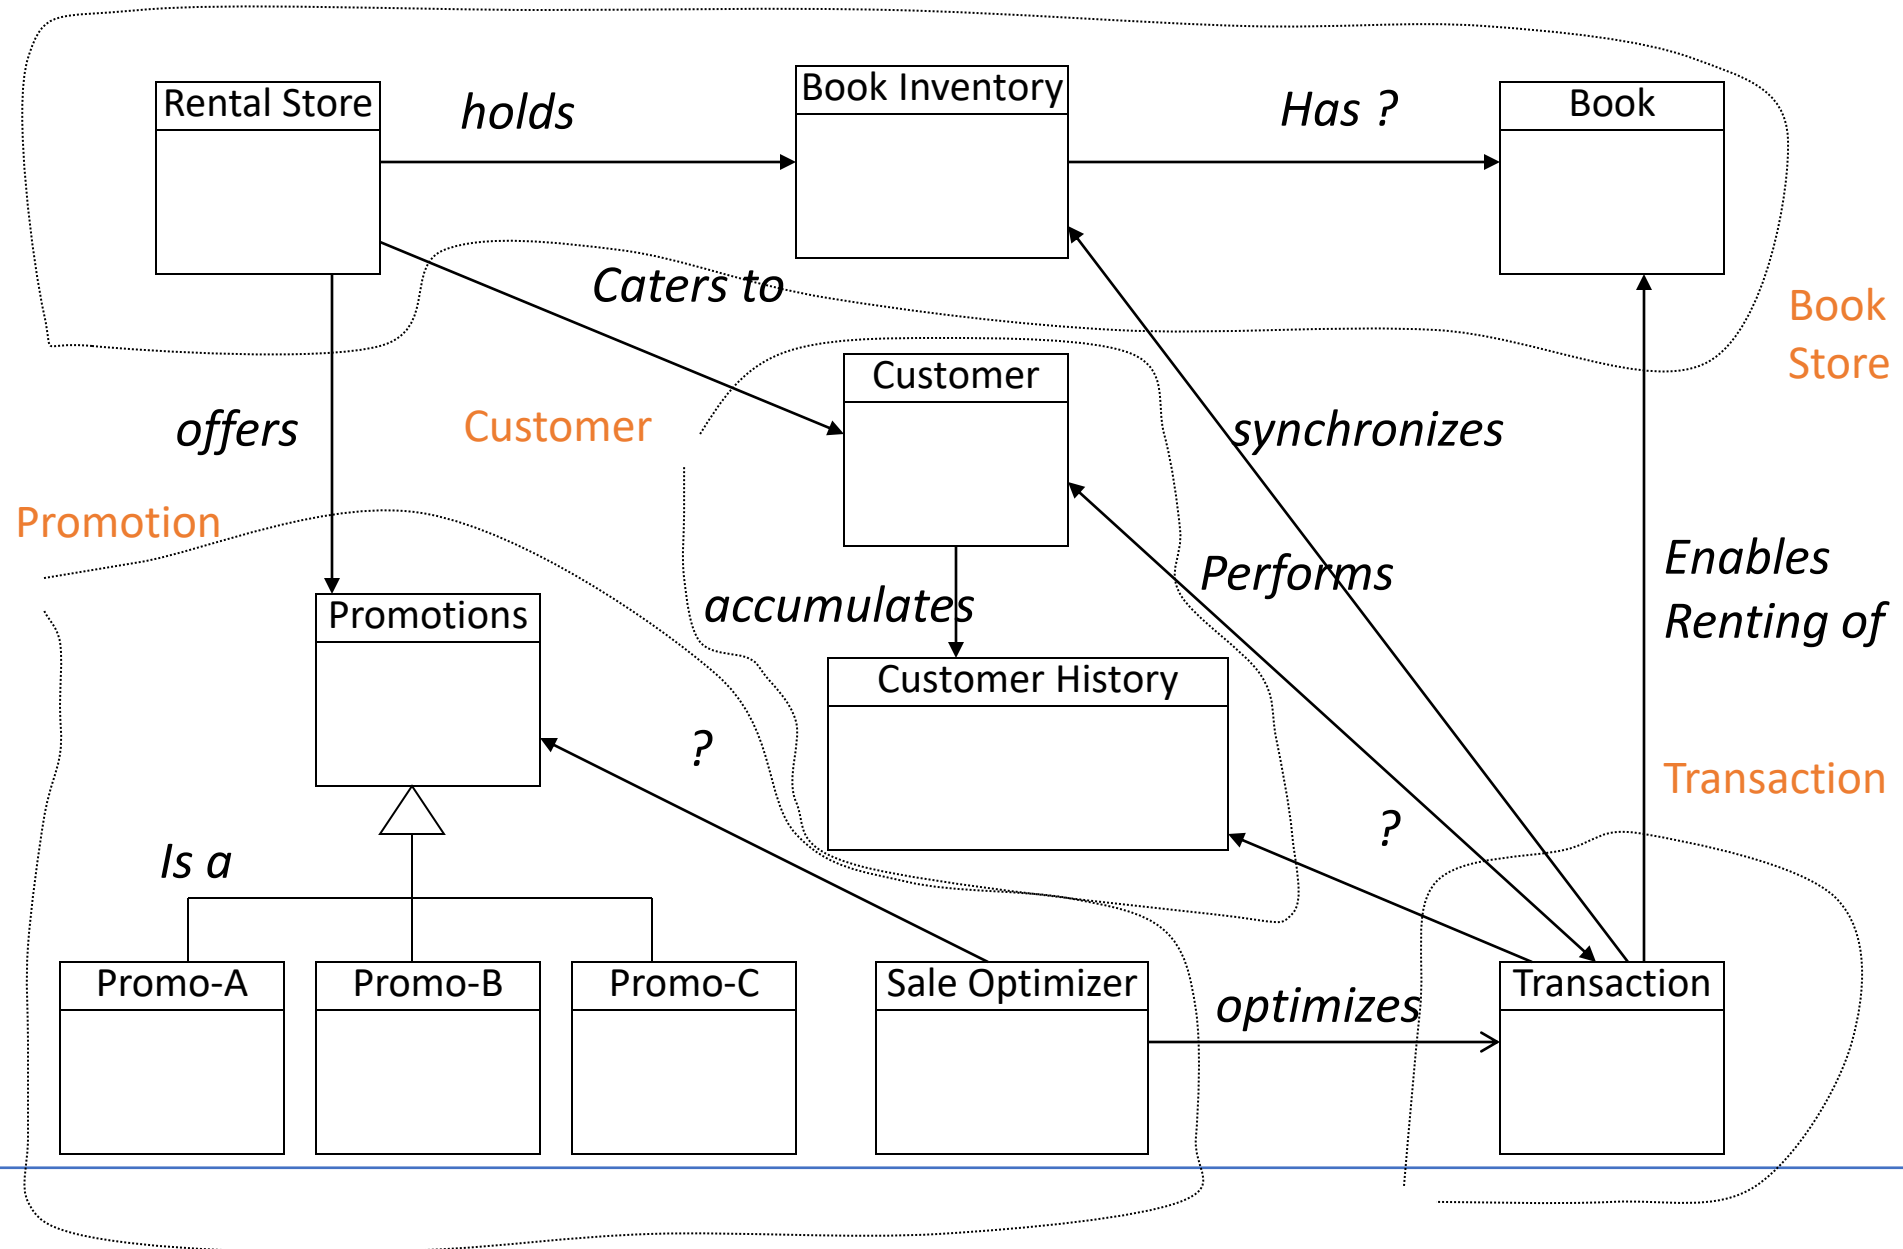 Rental Store
holds
Book Inventory
Has ?
Book
Caters to
Book
Store
Customer
offers
Customer
synchronizes
Promotion
Performs
Enables
Renting of
accumulates
Promotions
Customer History
?
Transaction
?
Is a
Promo-A
Promo-B
Promo-C
Sale Optimizer
optimizes
Transaction